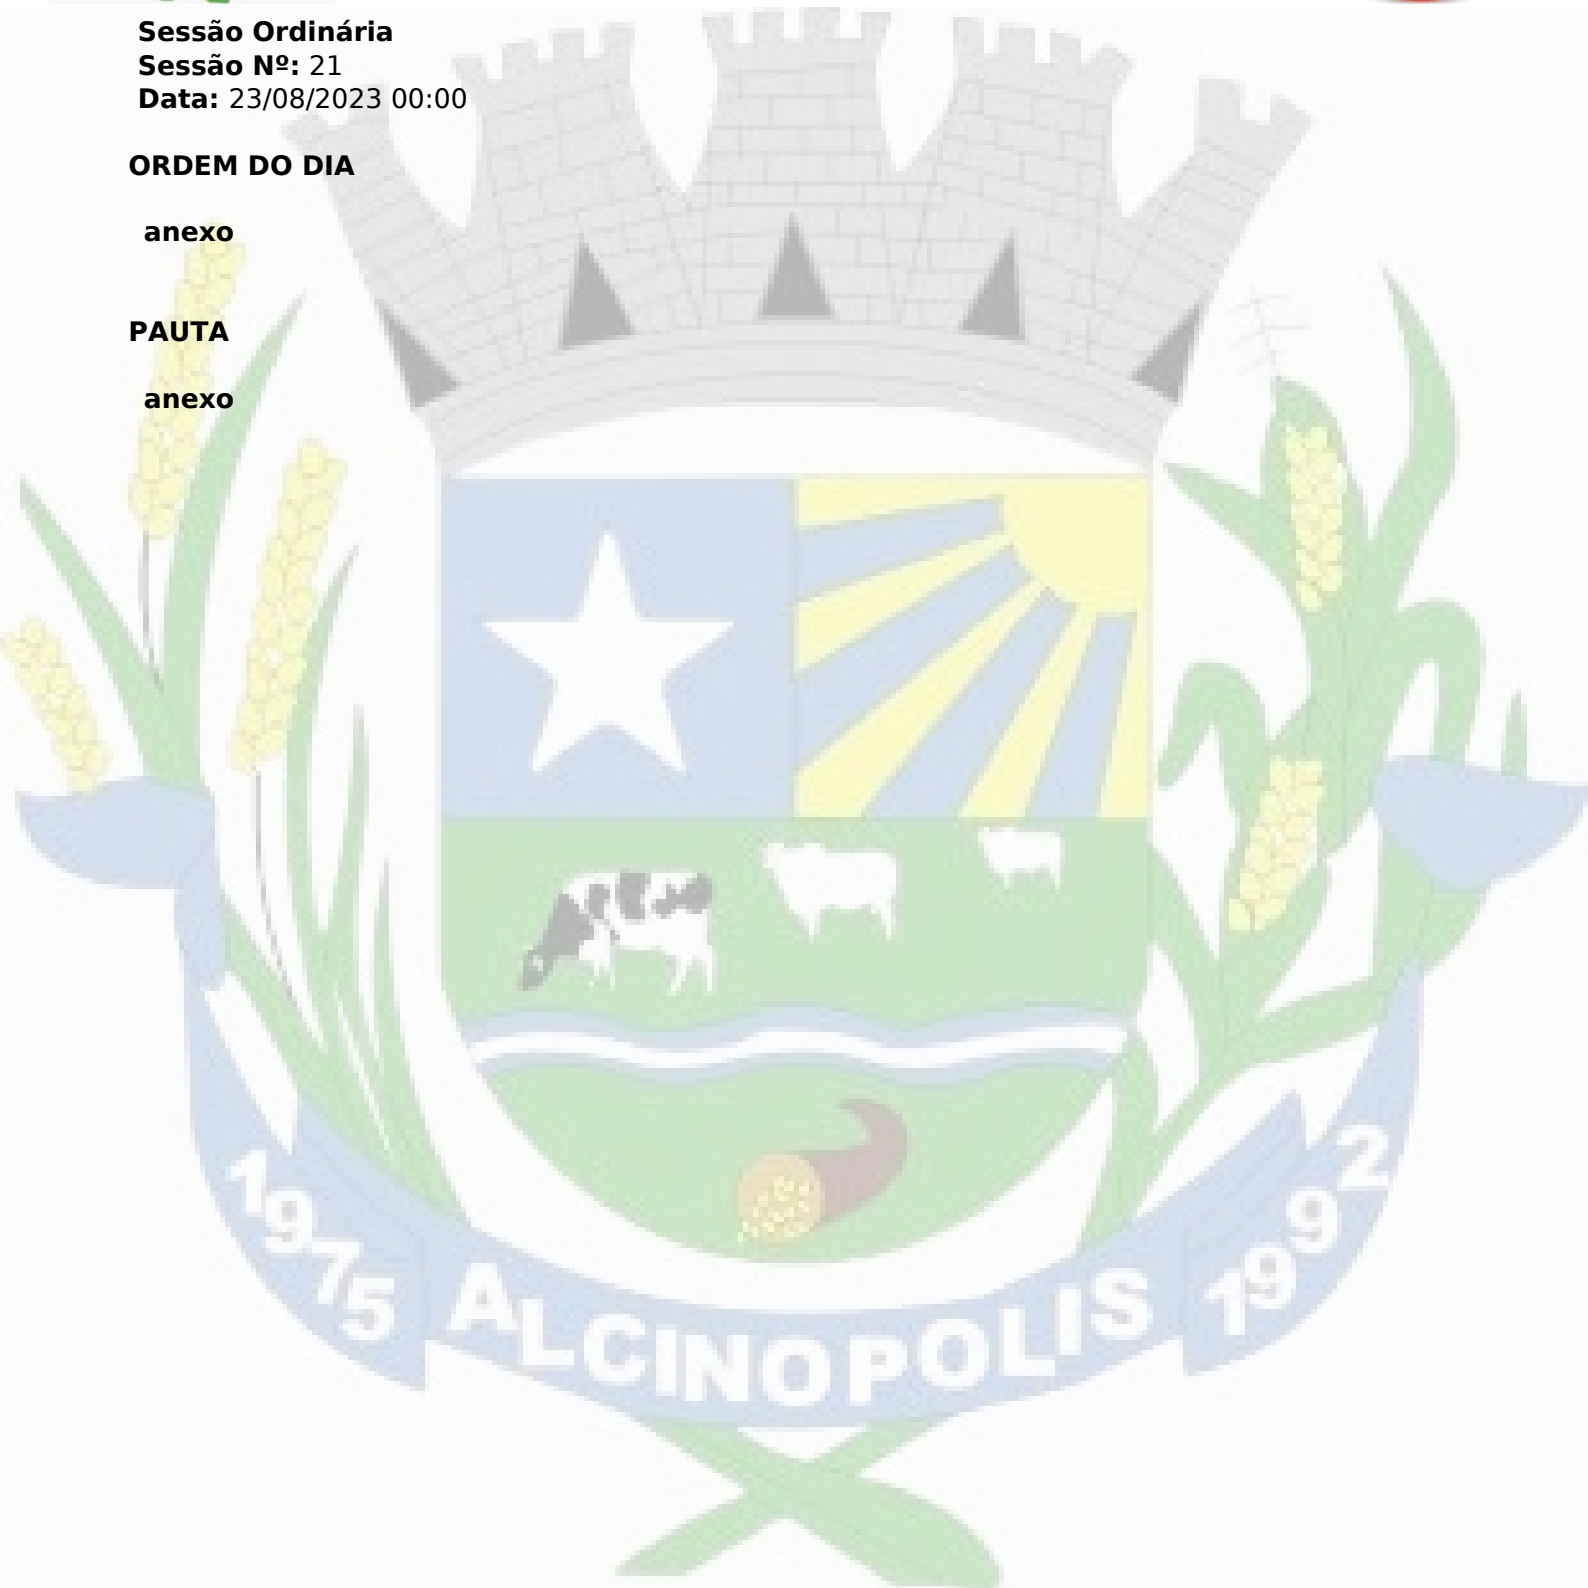 Sessão Ordinária
Sessão Nº: 21
Data: 23/08/2023 00:00
ORDEM DO DIA
anexo
PAUTA
anexo
1975 ALCINOPOLIS 1992